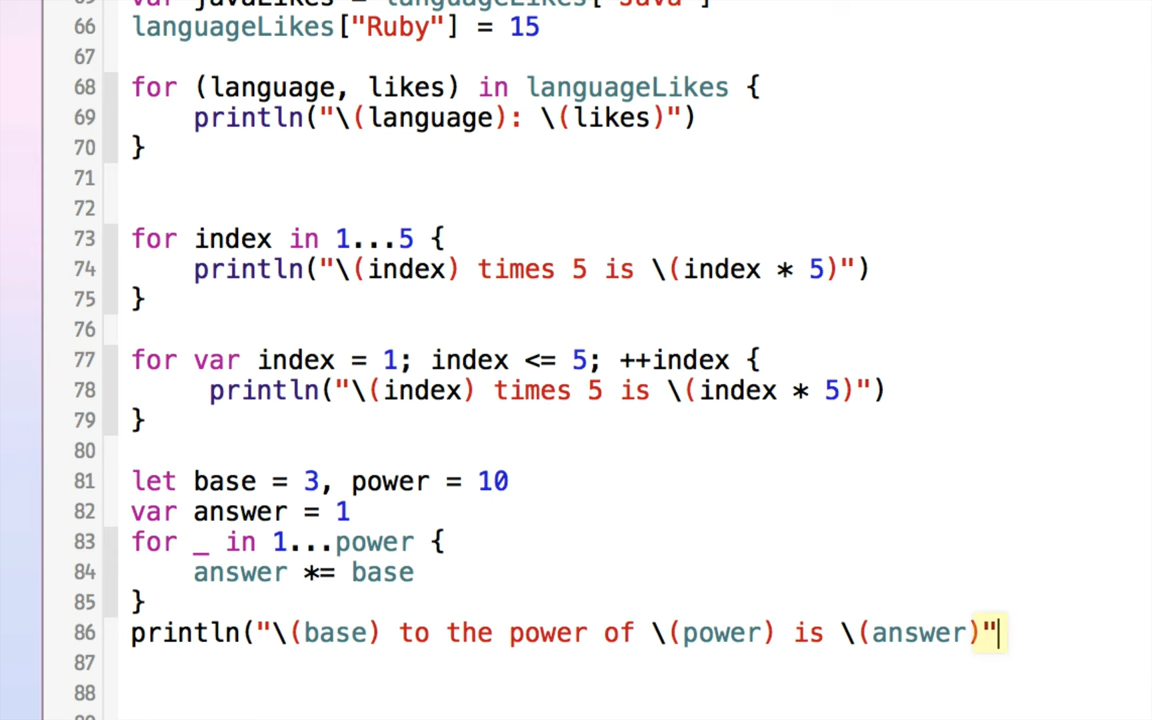 var javaLikes = languageLikes["Java"]
66 languageLikes["Ruby"] = 15
67
68 for (language, likes) in languageLikes {
69 println("\(language): \(likes)")
70 }
71
72
73 for index in 1...5 {
74 println("\(index) times 5 is \(index * 5)")
75 }
76
77 for var index = 1; index <= 5; ++index {
78 println("\(index) times 5 is \(index * 5)")
79 }
80
81 let base = 3, power = 10
82 var answer = 1
83 for _ in 1...power {
84 answer *= base
85 }
86 println("\(base) to the power of \(power) is \(answer)"
87
88